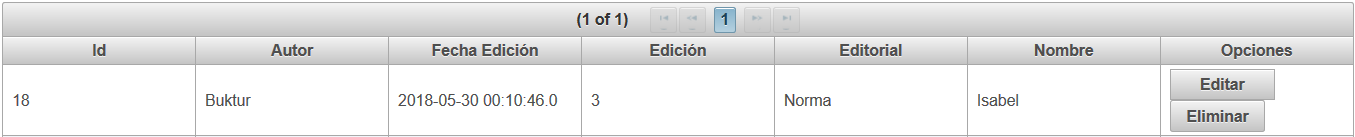 (1 of 1) 1
Id Autor Fecha Edición Edición Editorial Nombre Opciones
18 Buktur 2018-05-30 00:10:46.0 3 Norma Isabel Editar
Eliminar